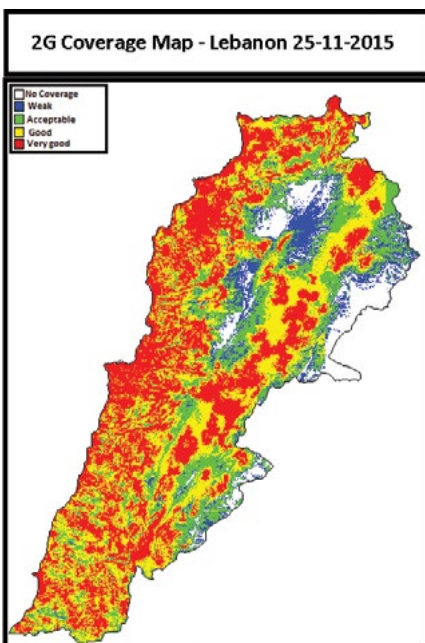 2G Coverage Map - Lebanon 25-11-2015
No Coverage
Weak
Acceptable
Good
Very good